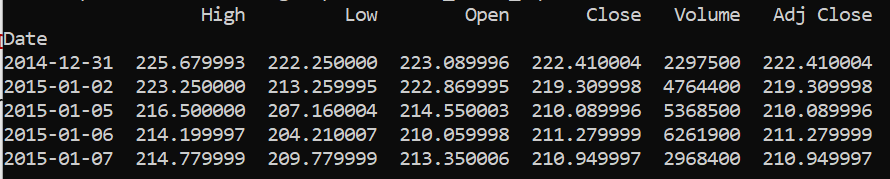 High Low Open Close Volume Adj Close
Date
2014-12-31 225.679993 222.250000 223.089996 222.410004 2297500 222.410004
2015-01-02 223.250000 213.259995 222.869995 219.309998 4764400 219.309998
2015-01-05 216.500000 207.160004 214.550003 210.089996 5368500 210.089996
2015-01-06 214.199997 204.210007 210.059998 211.279999 6261900 211.279999
2015-01-07 214.779999 209.779999 213.350006 210.949997 2968400 210.949997